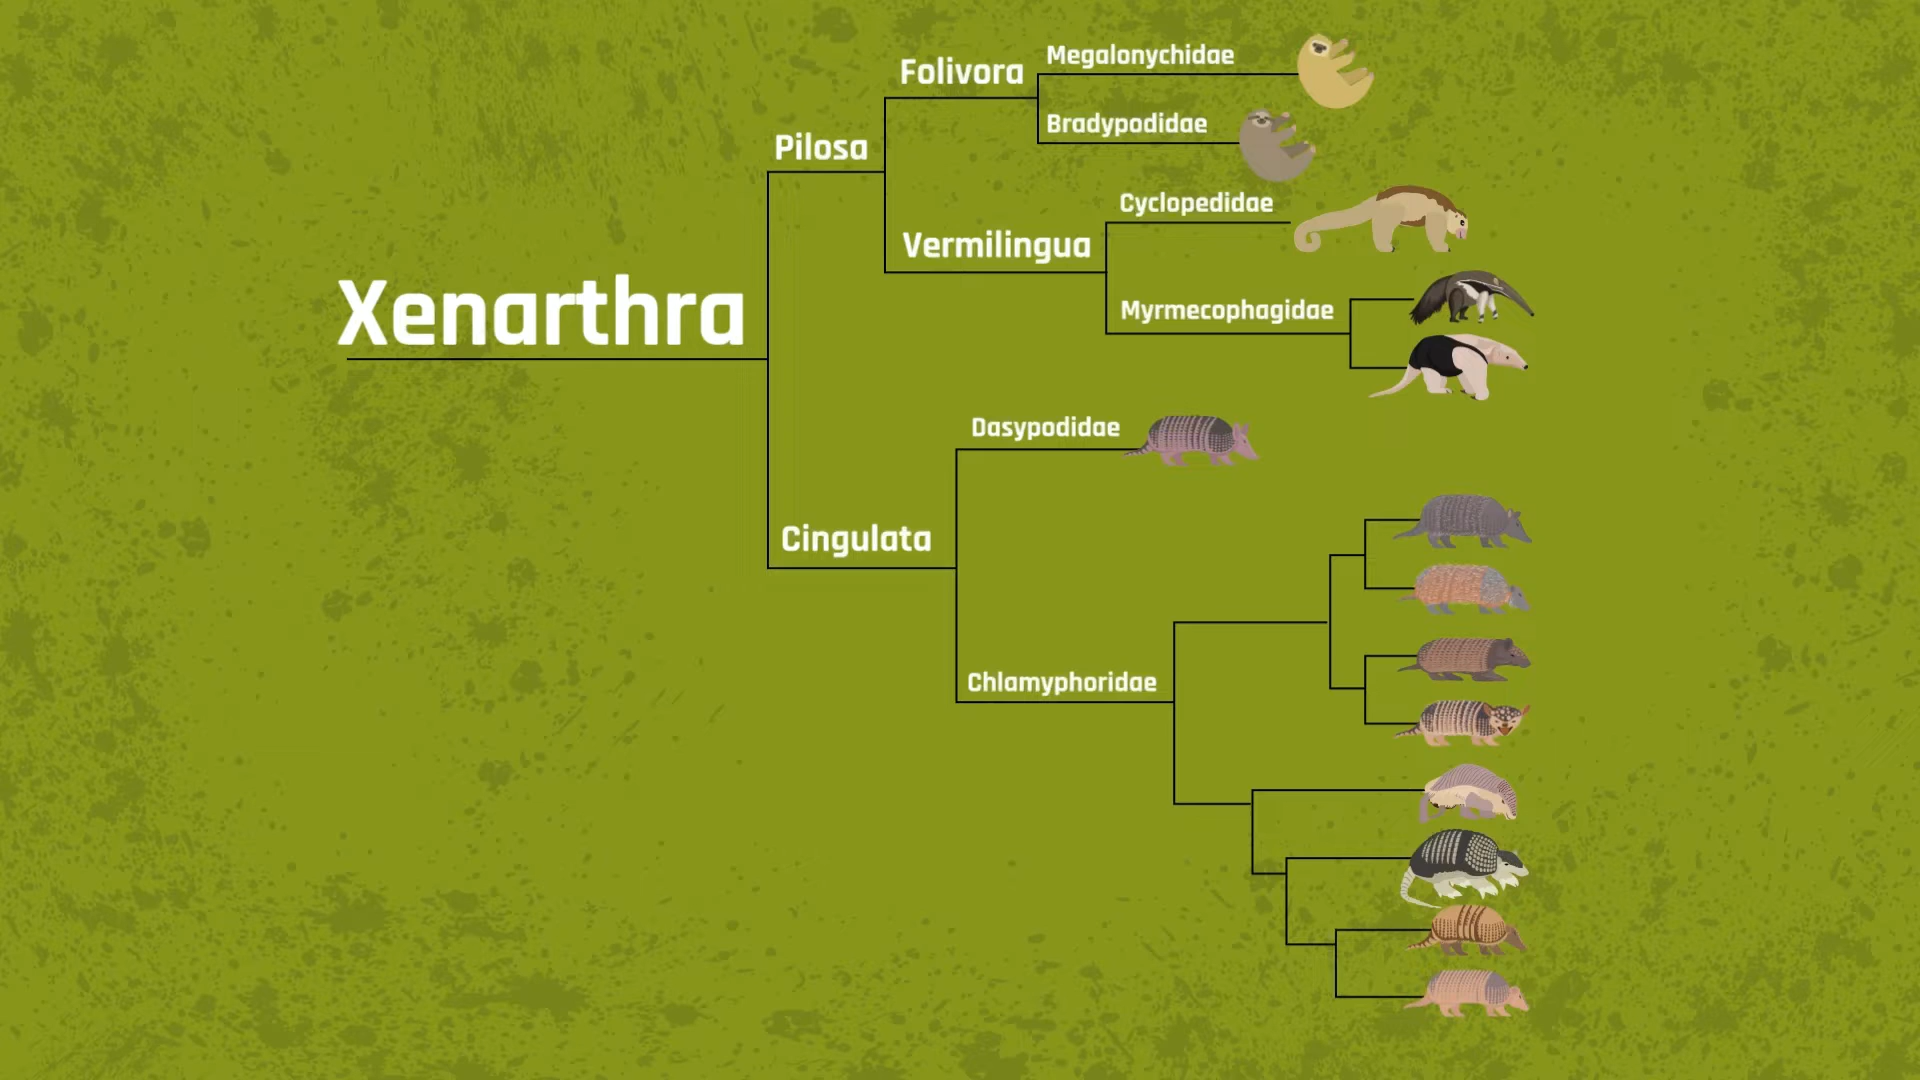 Megalonychidae
Folivora
Bradypodidae
Pilosa
Cyclopedidae
Vermilingua
Xenarthra
Myrmecophagidae
Dasypodidae
Cingulata
Chlamyphoridae